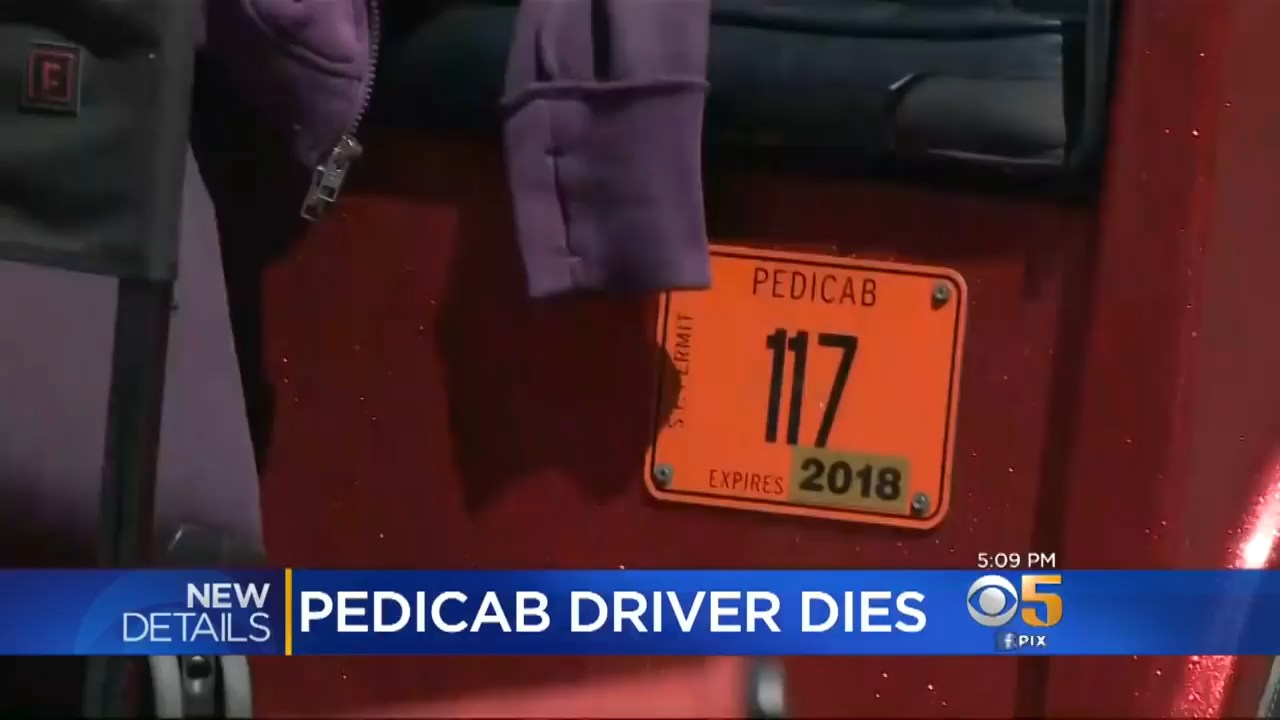 F
PEDICAB
117
EXPIRES 2018
5:09 PM
NEW
DETAILS
PEDICAB DRIVER DIES
5
PIX